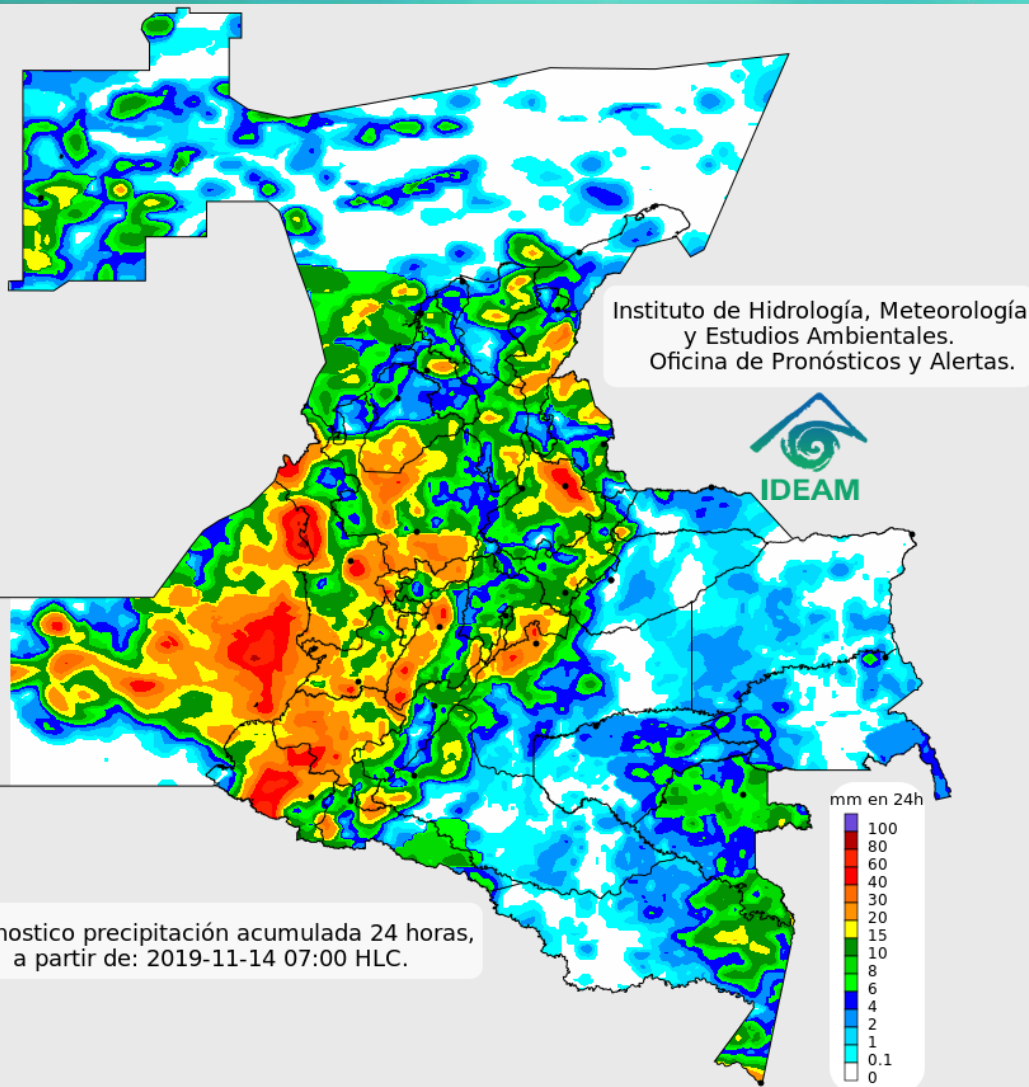 Instituto de Hidrología, Meteorología
y Estudios Ambientales.
Oficina de Pronósticos y Alertas.
IDEAM
mm en 24h
100
80
60
40
30
20
15
10
8
6
4
2
1
0.1
0
precipitación acumulada 24 horas,
a partir de: 2019-11-14 07:00 HLC.